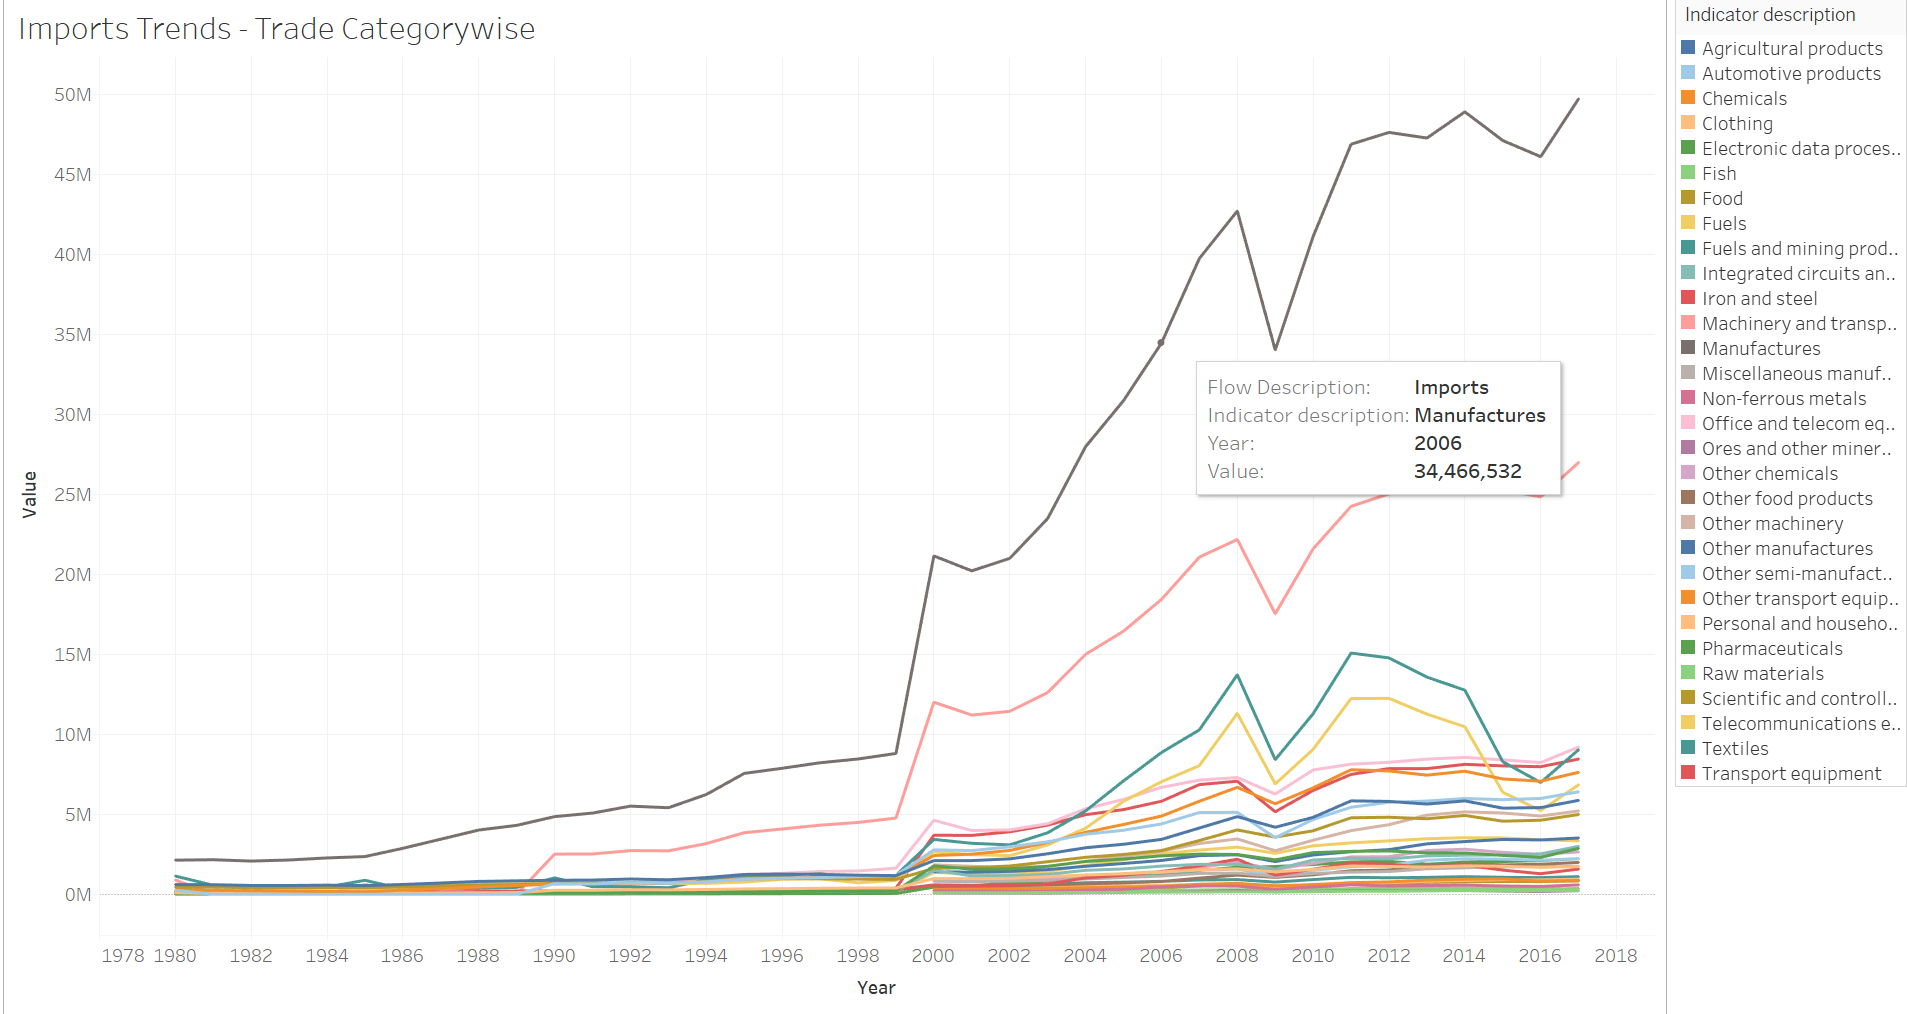 Imports Trends - Trade Categorywise
50M
45M
40M
35M
30M
25M
20M
15M
10M
5M
0M
Value
1978 1980 1982 1984 1986 1988 1990 1992 1994 1996 1998 2000 2002 2004 2006 2008 2010 2012 2014 2016 2018
Year
Flow Description: Imports
Indicator description: Manufactures
Year: 2006
Value: 34,466,532
Indicator description
Agricultural products
Automotive products
Chemicals
Clothing
Electronic data proces..
Fish
Food
Fuels
Fuels and mining prod..
Integrated circuits an..
Iron and steel
Machinery and transp..
Manufactures
Miscellaneous manuf..
Non-ferrous metals
Office and telecom eq..
Ores and other miner..
Other chemicals
Other food products
Other machinery
Other manufactures
Other semi-manufact..
Other transport equip..
Personal and househo..
Pharmaceuticals
Raw materials
Scientific and controll..
Telecommunications e..
Textiles
Transport equipment